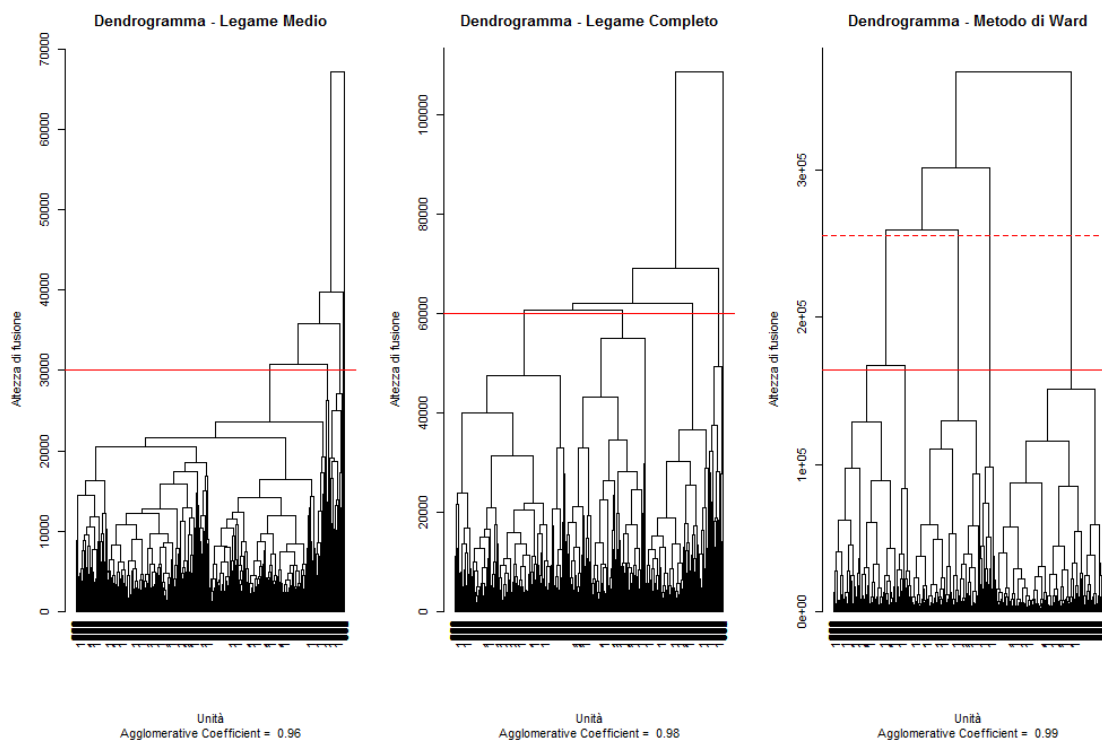 Dendrogramma - Legame Medio
Altezza di fusione
70000
60000
50000
40000
30000
20000
10000
0
Unità
Agglomerative Coefficient = 0.96
Dendrogramma - Legame Completo
Altezza di fusione
100000
80000
60000
40000
20000
0
Unità
Agglomerative Coefficient = 0.98
Dendrogramma - Metodo di Ward
Altezza di fusione
3e+05
2e+05
1e+05
0e+00
Unità
Agglomerative Coefficient = 0.99